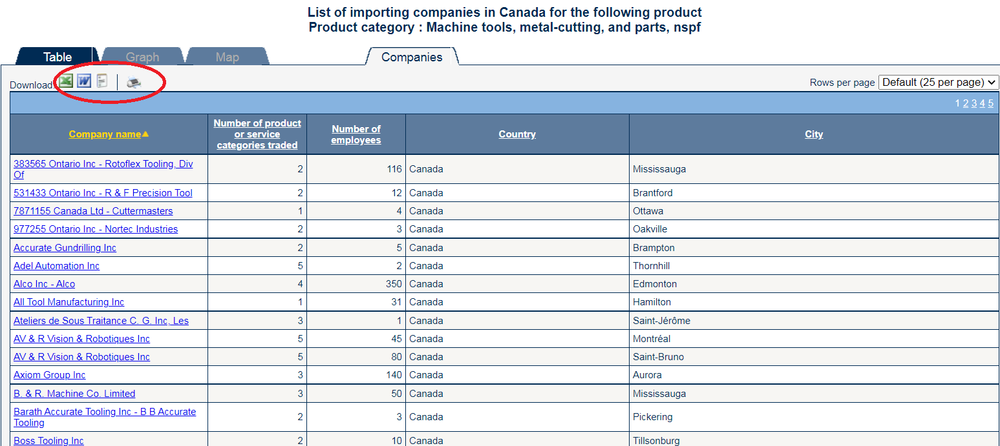 List of importing companies in Canada for the following product
Product category : Machine tools, metal-cutting, and parts, nspf
Table Graph Map Companies
Download:
Rows per page Default (25 per page)
1 2 3 4 5
Company name
Number of product
or service
categories traded
Number of
employees
Country
City
383565 Ontario Inc - Rotoflex Tooling, Div
Of
2 116 Canada Mississauga
531433 Ontario Inc - R & F Precision Tool 2 12 Canada Brantford
7871155 Canada Ltd - Cuttermasters 1 4 Canada Ottawa
977255 Ontario Inc - Nortec Industries 2 3 Canada Oakville
Accurate Gundrilling Inc 2 5 Canada Brampton
Adel Automation Inc 5 2 Canada Thornhill
Alco Inc - Alco 4 350 Canada Edmonton
All Tool Manufacturing Inc 1 31 Canada Hamilton
Ateliers de Sous Traitance C. G. Inc, Les 3 1 Canada Saint-Jérôme
AV & R Vision & Robotiques Inc 5 45 Canada Montréal
AV & R Vision & Robotiques Inc 5 80 Canada Saint-Bruno
Axiom Group Inc 3 140 Canada Aurora
B. & R. Machine Co. Limited 3 50 Canada Mississauga
Barath Accurate Tooling Inc - B B Accurate
Tooling
2 3 Canada Pickering
Boss Tooling Inc 2 10 Canada Tillsonburg